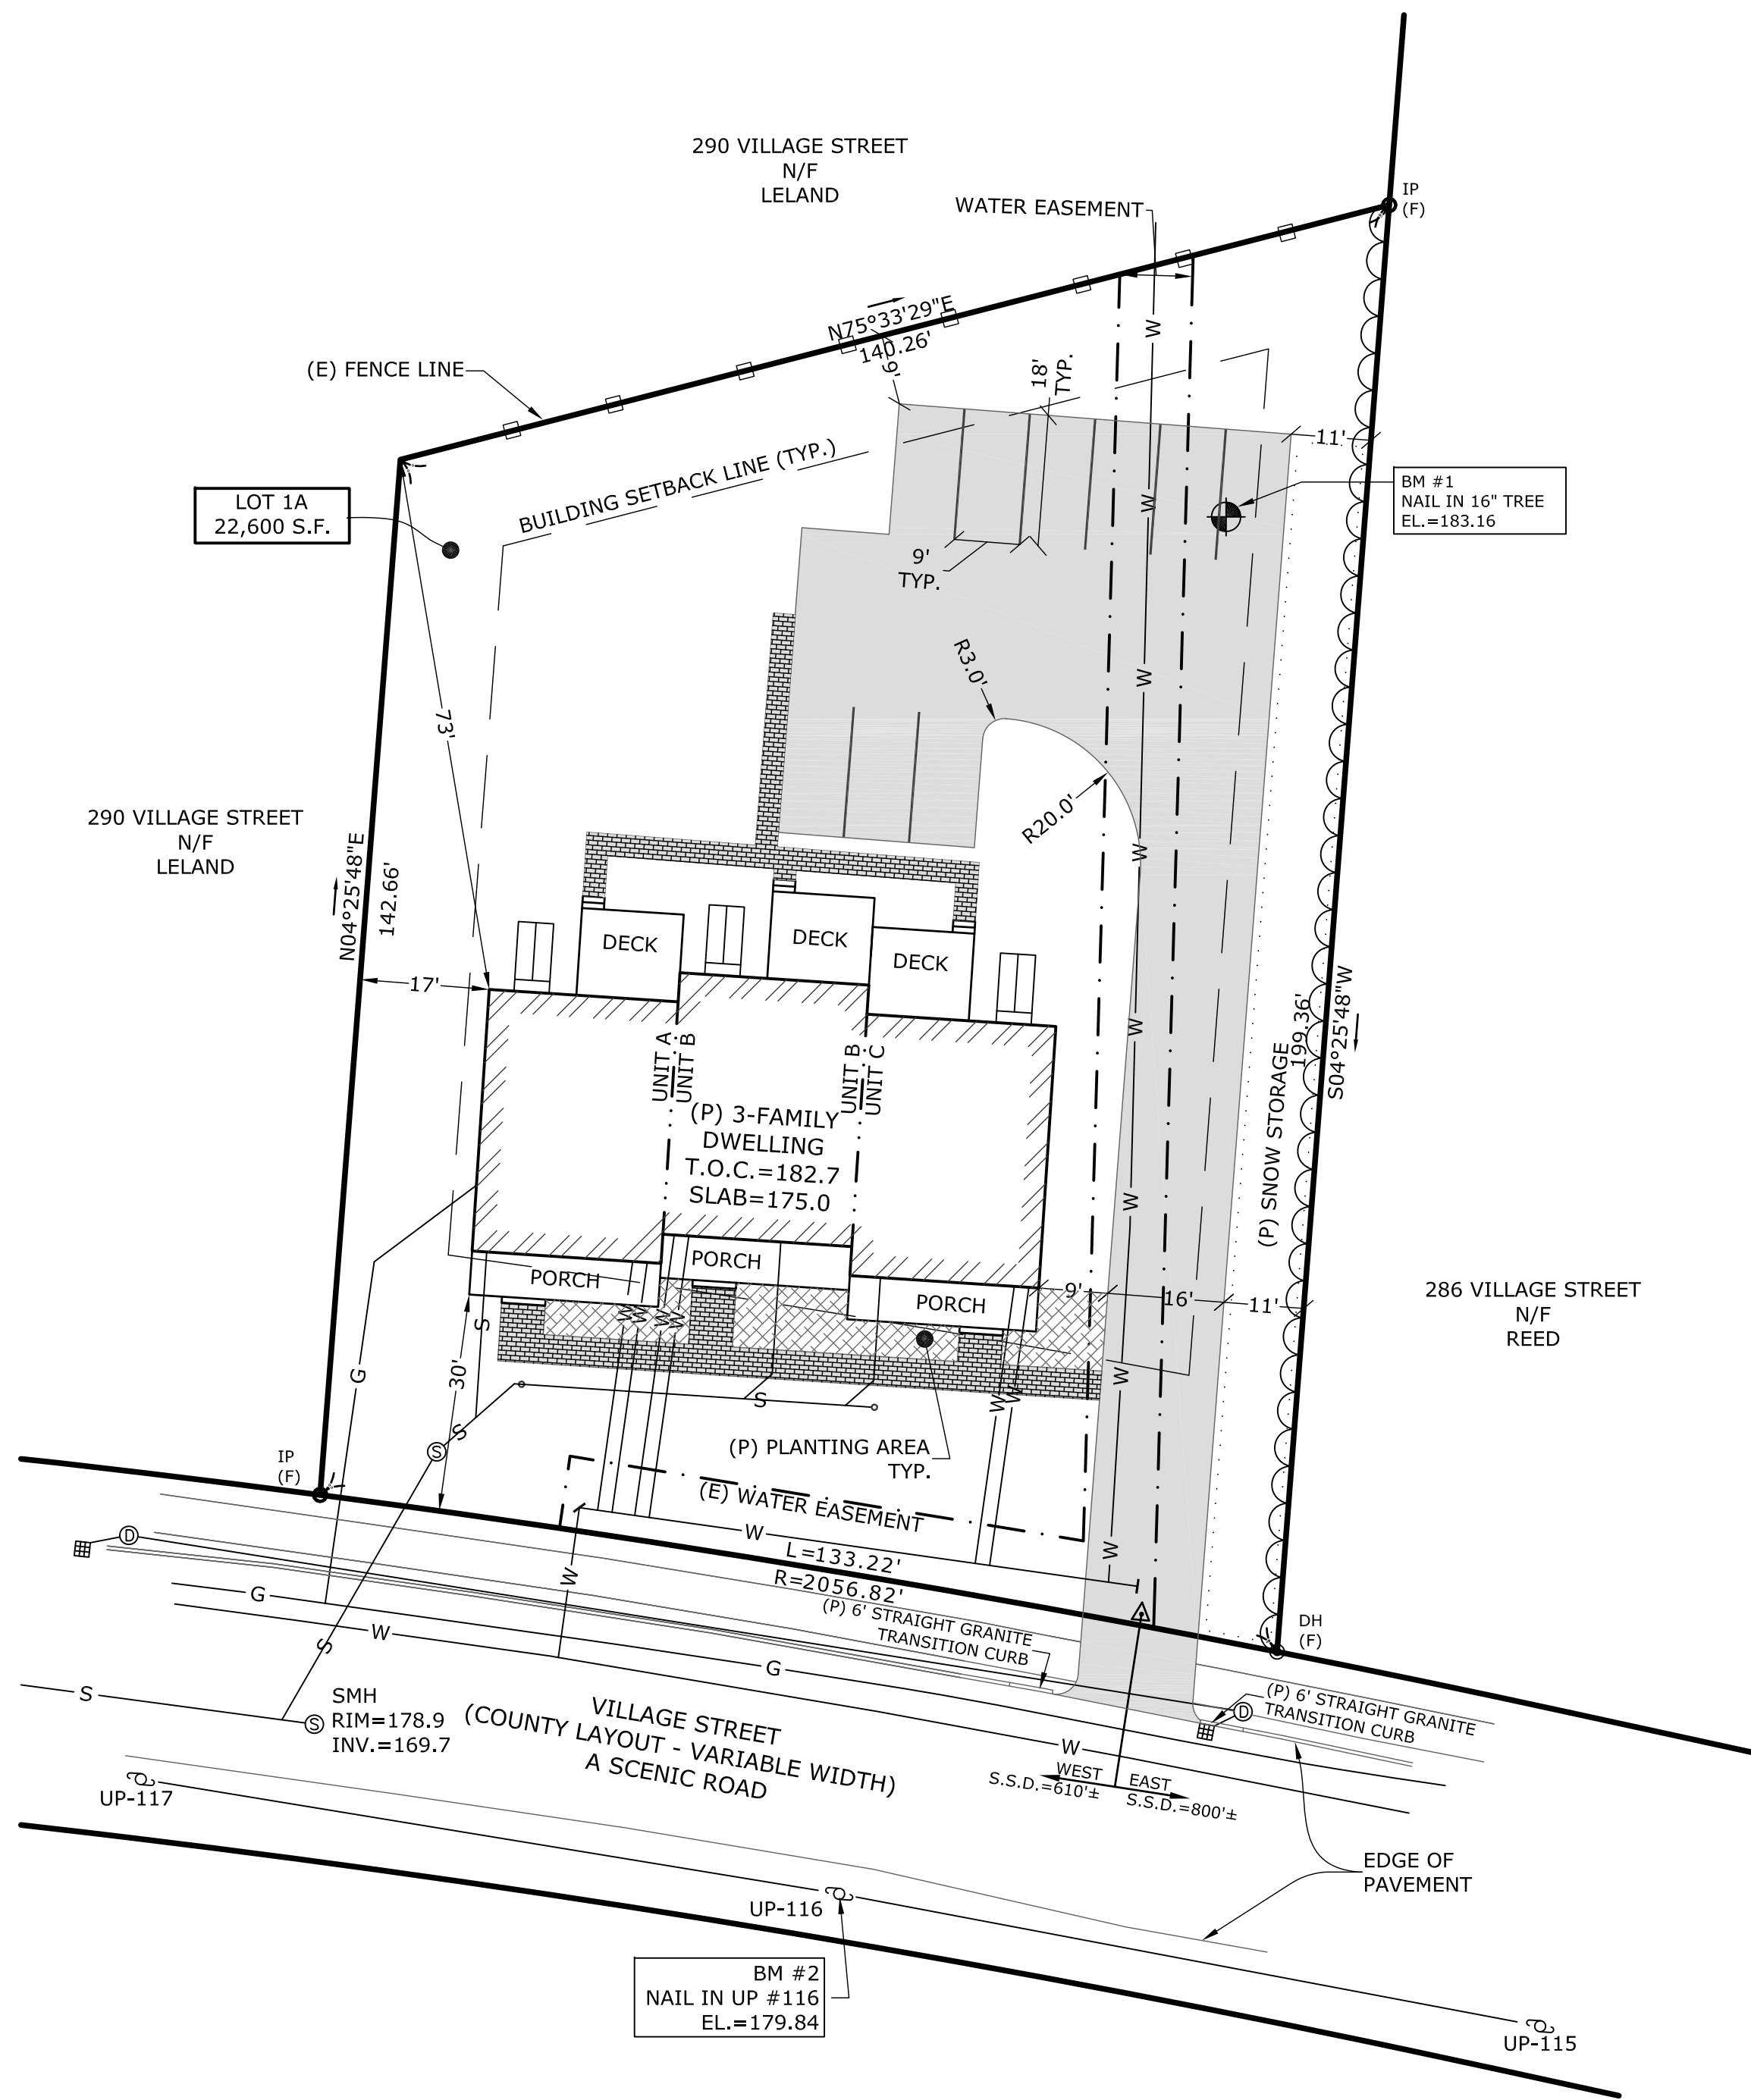 290 VILLAGE STREET
N/F
LELAND
WATER EASEMENT
IP
(F)
N75°33'29"E
140.26'
(E) FENCE LINE
9'
18'
TYP.
11'
BUILDING SETBACK LINE (TYP.)
LOT 1A
22,600 S.F.
BM #1
NAIL IN 16" TREE
EL.=183.16
W
W
9'
TYP.
R3.0'
W
73'
R20.0'
290 VILLAGE STREET
N/F
LELAND
N04°25'48"E
142.66'
W
DECK
DECK
DECK
17'
W
199.36'
S04°25'48"W
(P) SNOW STORAGE
UNIT A
UNIT B
UNIT B
UNIT C
(P) 3-FAMILY
DWELLING
T.O.C.=182.7
SLAB=175.0
W
PORCH
PORCH
PORCH
9'
16'
11'
286 VILLAGE STREET
N/F
REED
W
W
W
W
S
G
30'
W
W
W
S
S
(P) PLANTING AREA
TYP.
IP
(F)
S
(E) WATER EASEMENT
W
W
L=133.22'
R=2056.82'
D
W
G
(P) 6' STRAIGHT GRANITE
TRANSITION CURB
DH
(F)
W
S
G
S
SMH
RIM=178.9
INV.=169.7
S
VILLAGE STREET
(COUNTY LAYOUT - VARIABLE WIDTH)
A SCENIC ROAD
D
(P) 6' STRAIGHT GRANITE
TRANSITION CURB
W
WEST
S.S.D.=610'±
EAST
S.S.D.=800'±
UP-117
EDGE OF
PAVEMENT
UP-116
BM #2
NAIL IN UP #116
EL.=179.84
UP-115